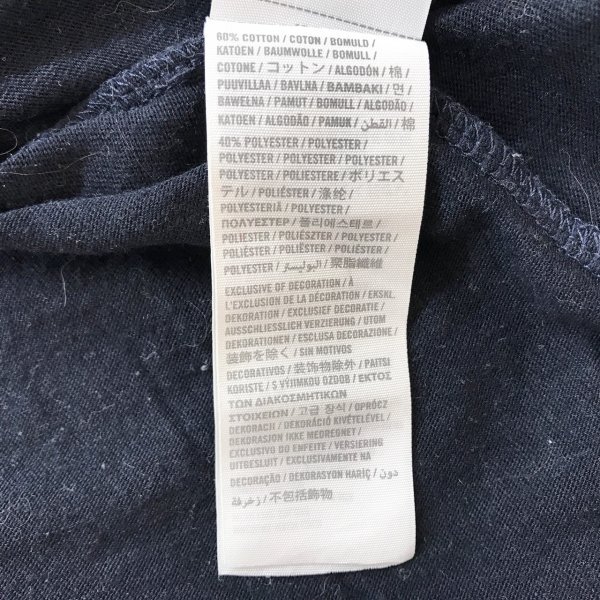 60% COTTON / COTON / BOMULD /
KATOEN / BAUMWOLLE / BOMULL /
COTONE / コットン / ALGODÓN / 棉 /
PUUVILLAA / BAVLNA / BAMBAKI / 면 /
BAWEŁNA / PAMUT / BOMULL / ALGODÃO /
KATOEN / ALGODÃO / PAMUK / القطن / 棉
40% POLYESTER / POLYESTER /
POLYESTER / POLYESTER / POLYESTER /
POLYESTER / POLIESTERE / ポリエス
テル / POLIÉSTER / 涤纶 /
POLYESTERIÄ / POLYESTER /
ΠΟΛΥΕΣΤΕΡ / 폴리에스테르 /
POLIESTER / POLIÉSZTER / POLYESTER /
POLIÉSTER / POLYESTER / POLIÉSTER /
POLYESTER / البوليستر / 聚脂纖維
EXCLUSIVE OF DECORATION / À
L'EXCLUSION DE LA DÉCORATION / EKSKL.
DEKORATION / EXCLUSIEF DECORATIE /
AUSSCHLIESSLICH VERZIERUNG / UTOM
DEKORATIONEN / ESCLUSA DECORAZIONE /
装飾を除く / SIN MOTIVOS
DECORATIVOS / 装饰物除外 / PAITSI
KORISTE / S VÝJIMKOU OZDOB / ΕΚΤΟΣ
ΤΩΝ ΔΙΑΚΟΣΜΗΤΙΚΩΝ
ΣΤΟΙΧΕΙΩΝ / 고급 장식 / OPRÓCZ
DEKORACJI / DEKORÁCIÓ KIVÉTELÉVEL /
DEKORASJON IKKE MEDREGNET /
EXCLUSIVO DO ENFEITE / VERSIERING
UITGESLUIT / EXCLUSIVAMENTE NA
DECORAÇÃO / DEKORASYON HARIÇ / دون
زخرفة / 不包括飾物